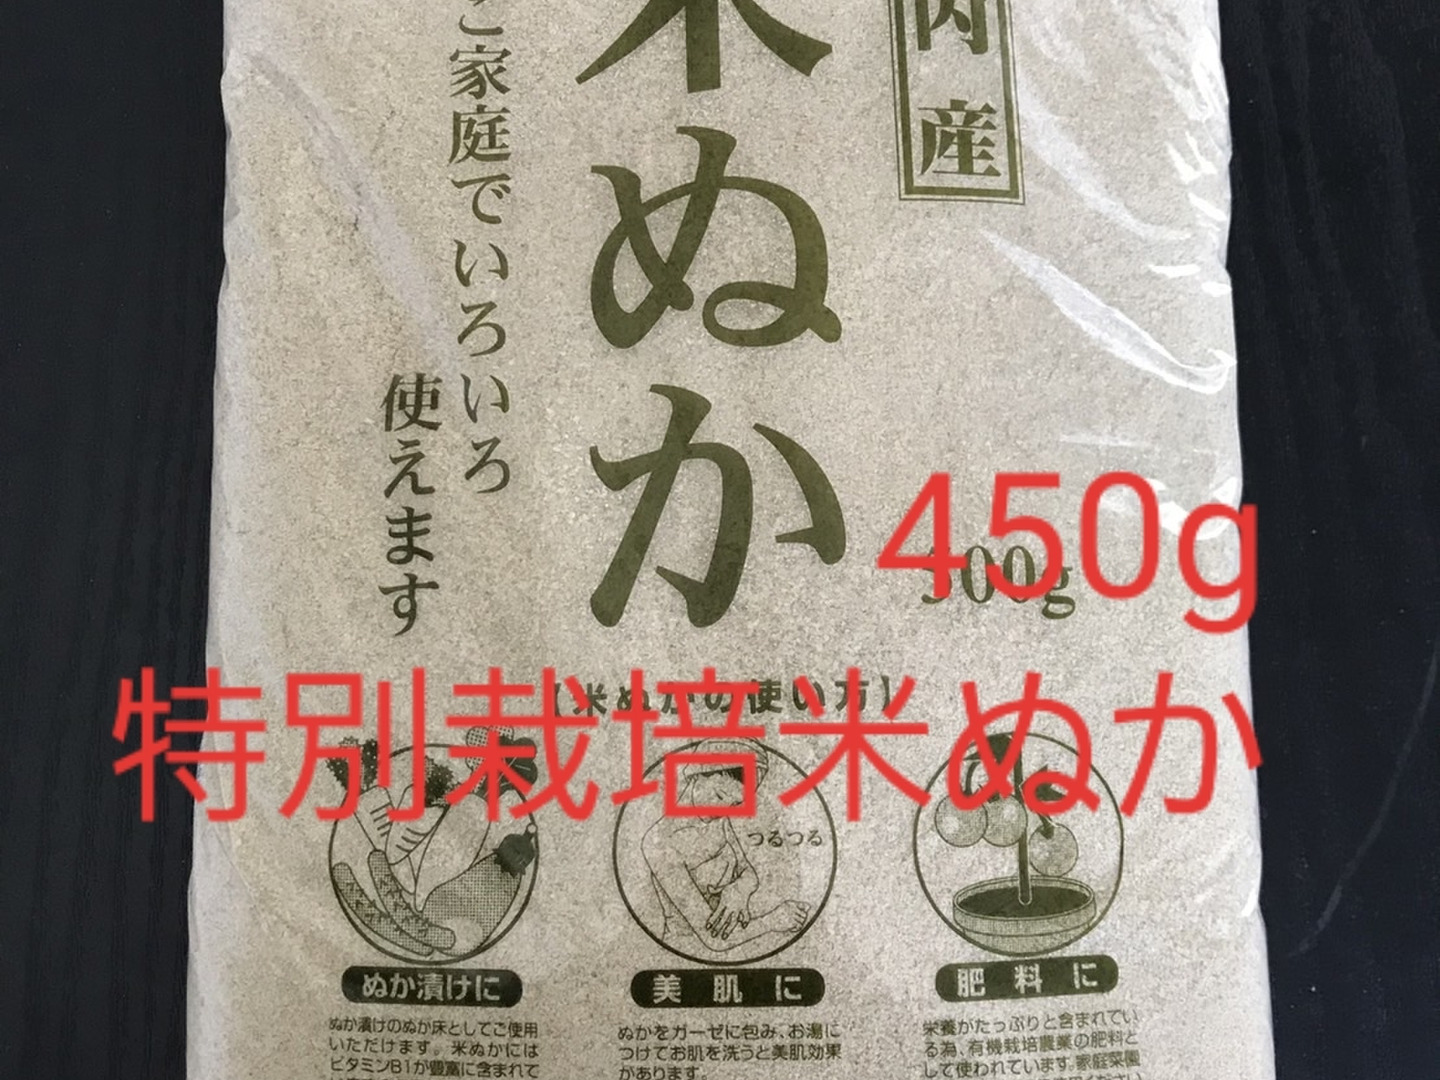 内産
米ぬか
ご家庭でいろいろ
使えます
450g
特別栽培米ぬか
【米ぬかの使い方】
つるつる
ぬか漬けに
美肌に
肥料に
ぬか漬けのぬか床としてご使用
いただけます。米ぬかには
ビタミンB1が豊富に含まれて
ぬかをガーゼに包み、お湯に
つけてお肌を洗うと美肌効果
があります。
栄養がたっぷりと含まれてい
る為、有機栽培農業の肥料と
して使われています。家庭菜園